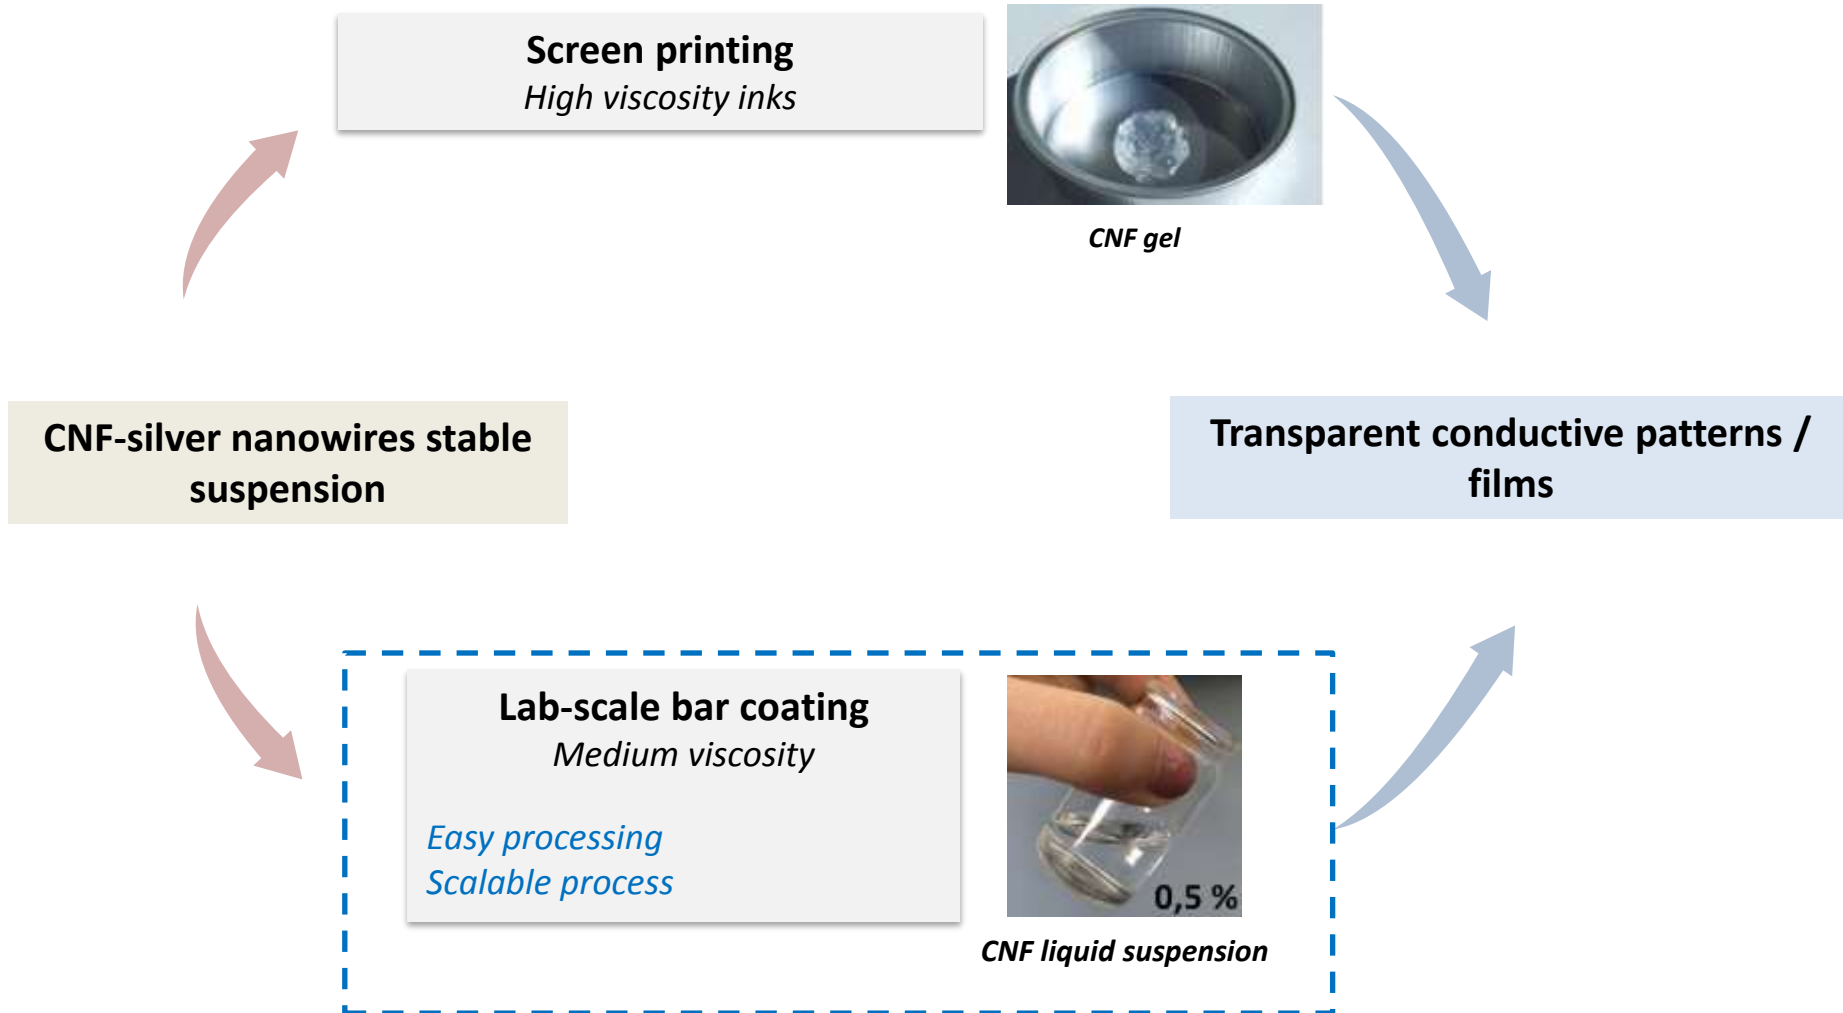 Screen printing
High viscosity inks
CNF gel
CNF-silver nanowires stable
suspension
Transparent conductive patterns /
films
Lab-scale bar coating
Medium viscosity
Easy processing
Scalable process
0,5 %
CNF liquid suspension